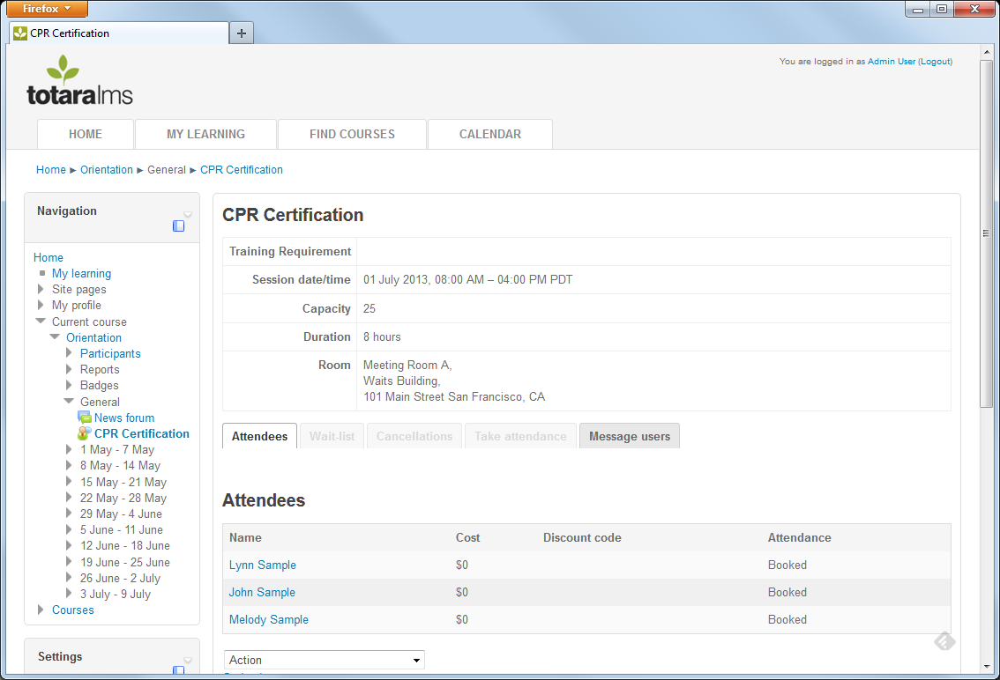 Firefox
CPR Certification
You are logged in as Admin User (Logout)
totaralms
HOME
MY LEARNING
FIND COURSES
CALENDAR
Home ► Orientation ► General ► CPR Certification
Navigation
Home
My learning
Site pages
My profile
Current course
Orientation
Participants
Reports
Badges
General
News forum
CPR Certification
1 May - 7 May
8 May - 14 May
15 May - 21 May
22 May - 28 May
29 May - 4 June
5 June - 11 June
12 June - 18 June
19 June - 25 June
26 June - 2 July
3 July - 9 July
Courses
Settings
CPR Certification
Training Requirement
Session date/time 01 July 2013, 08:00 AM – 04:00 PM PDT
Capacity 25
Duration 8 hours
Room Meeting Room A,
Waits Building,
101 Main Street San Francisco, CA
Attendees
Wait-list
Cancellations
Take attendance
Message users
Attendees
Name Cost Discount code Attendance
Lynn Sample $0 Booked
John Sample $0 Booked
Melody Sample $0 Booked
Action